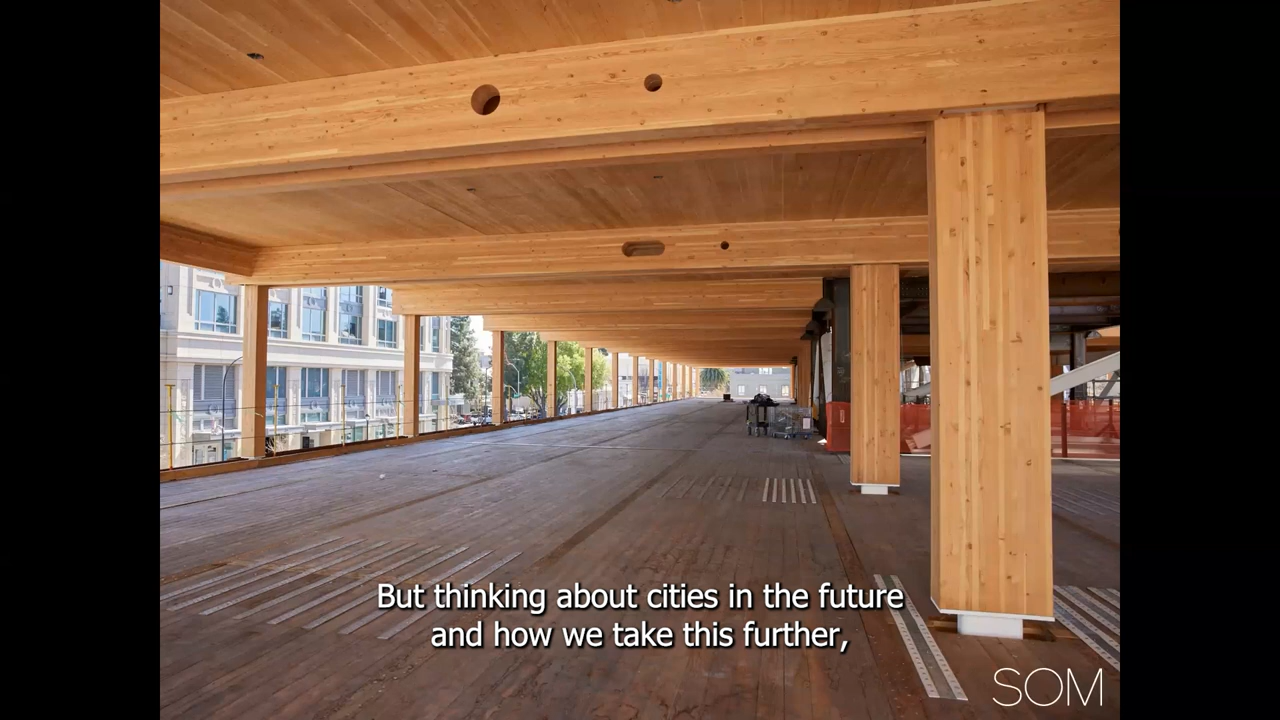 But thinking about cities in the future
and how we take this further,
SOM